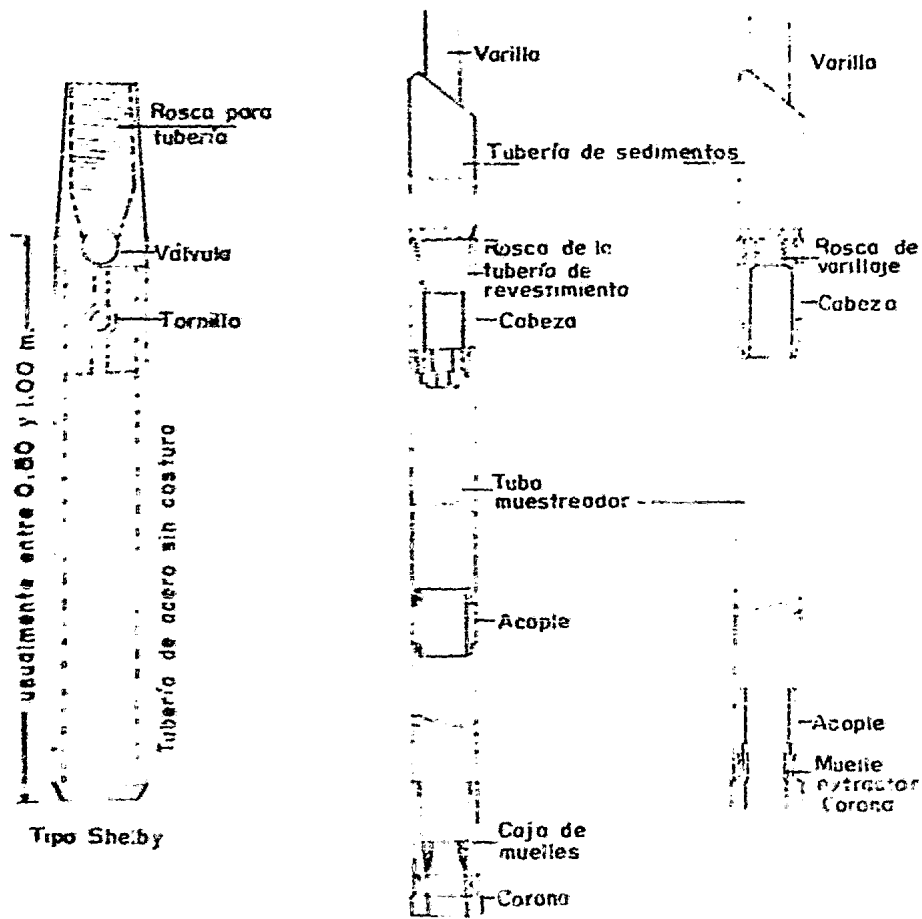 Rosca para
tubería
Válvula
Tornillo
usualmente entre 0.80 y 1.00 m.
Tubería de acero sin costura
Tipo Shelby
Varilla
Tubería de sedimentos
Rosca de la
tubería de
revestimiento
Cabeza
Tubo
muestreador
Acople
Caja de
muelles
Corona
Varilla
Rosca de
varillaje
Cabeza
Acople
Muelle
extractor
Corona